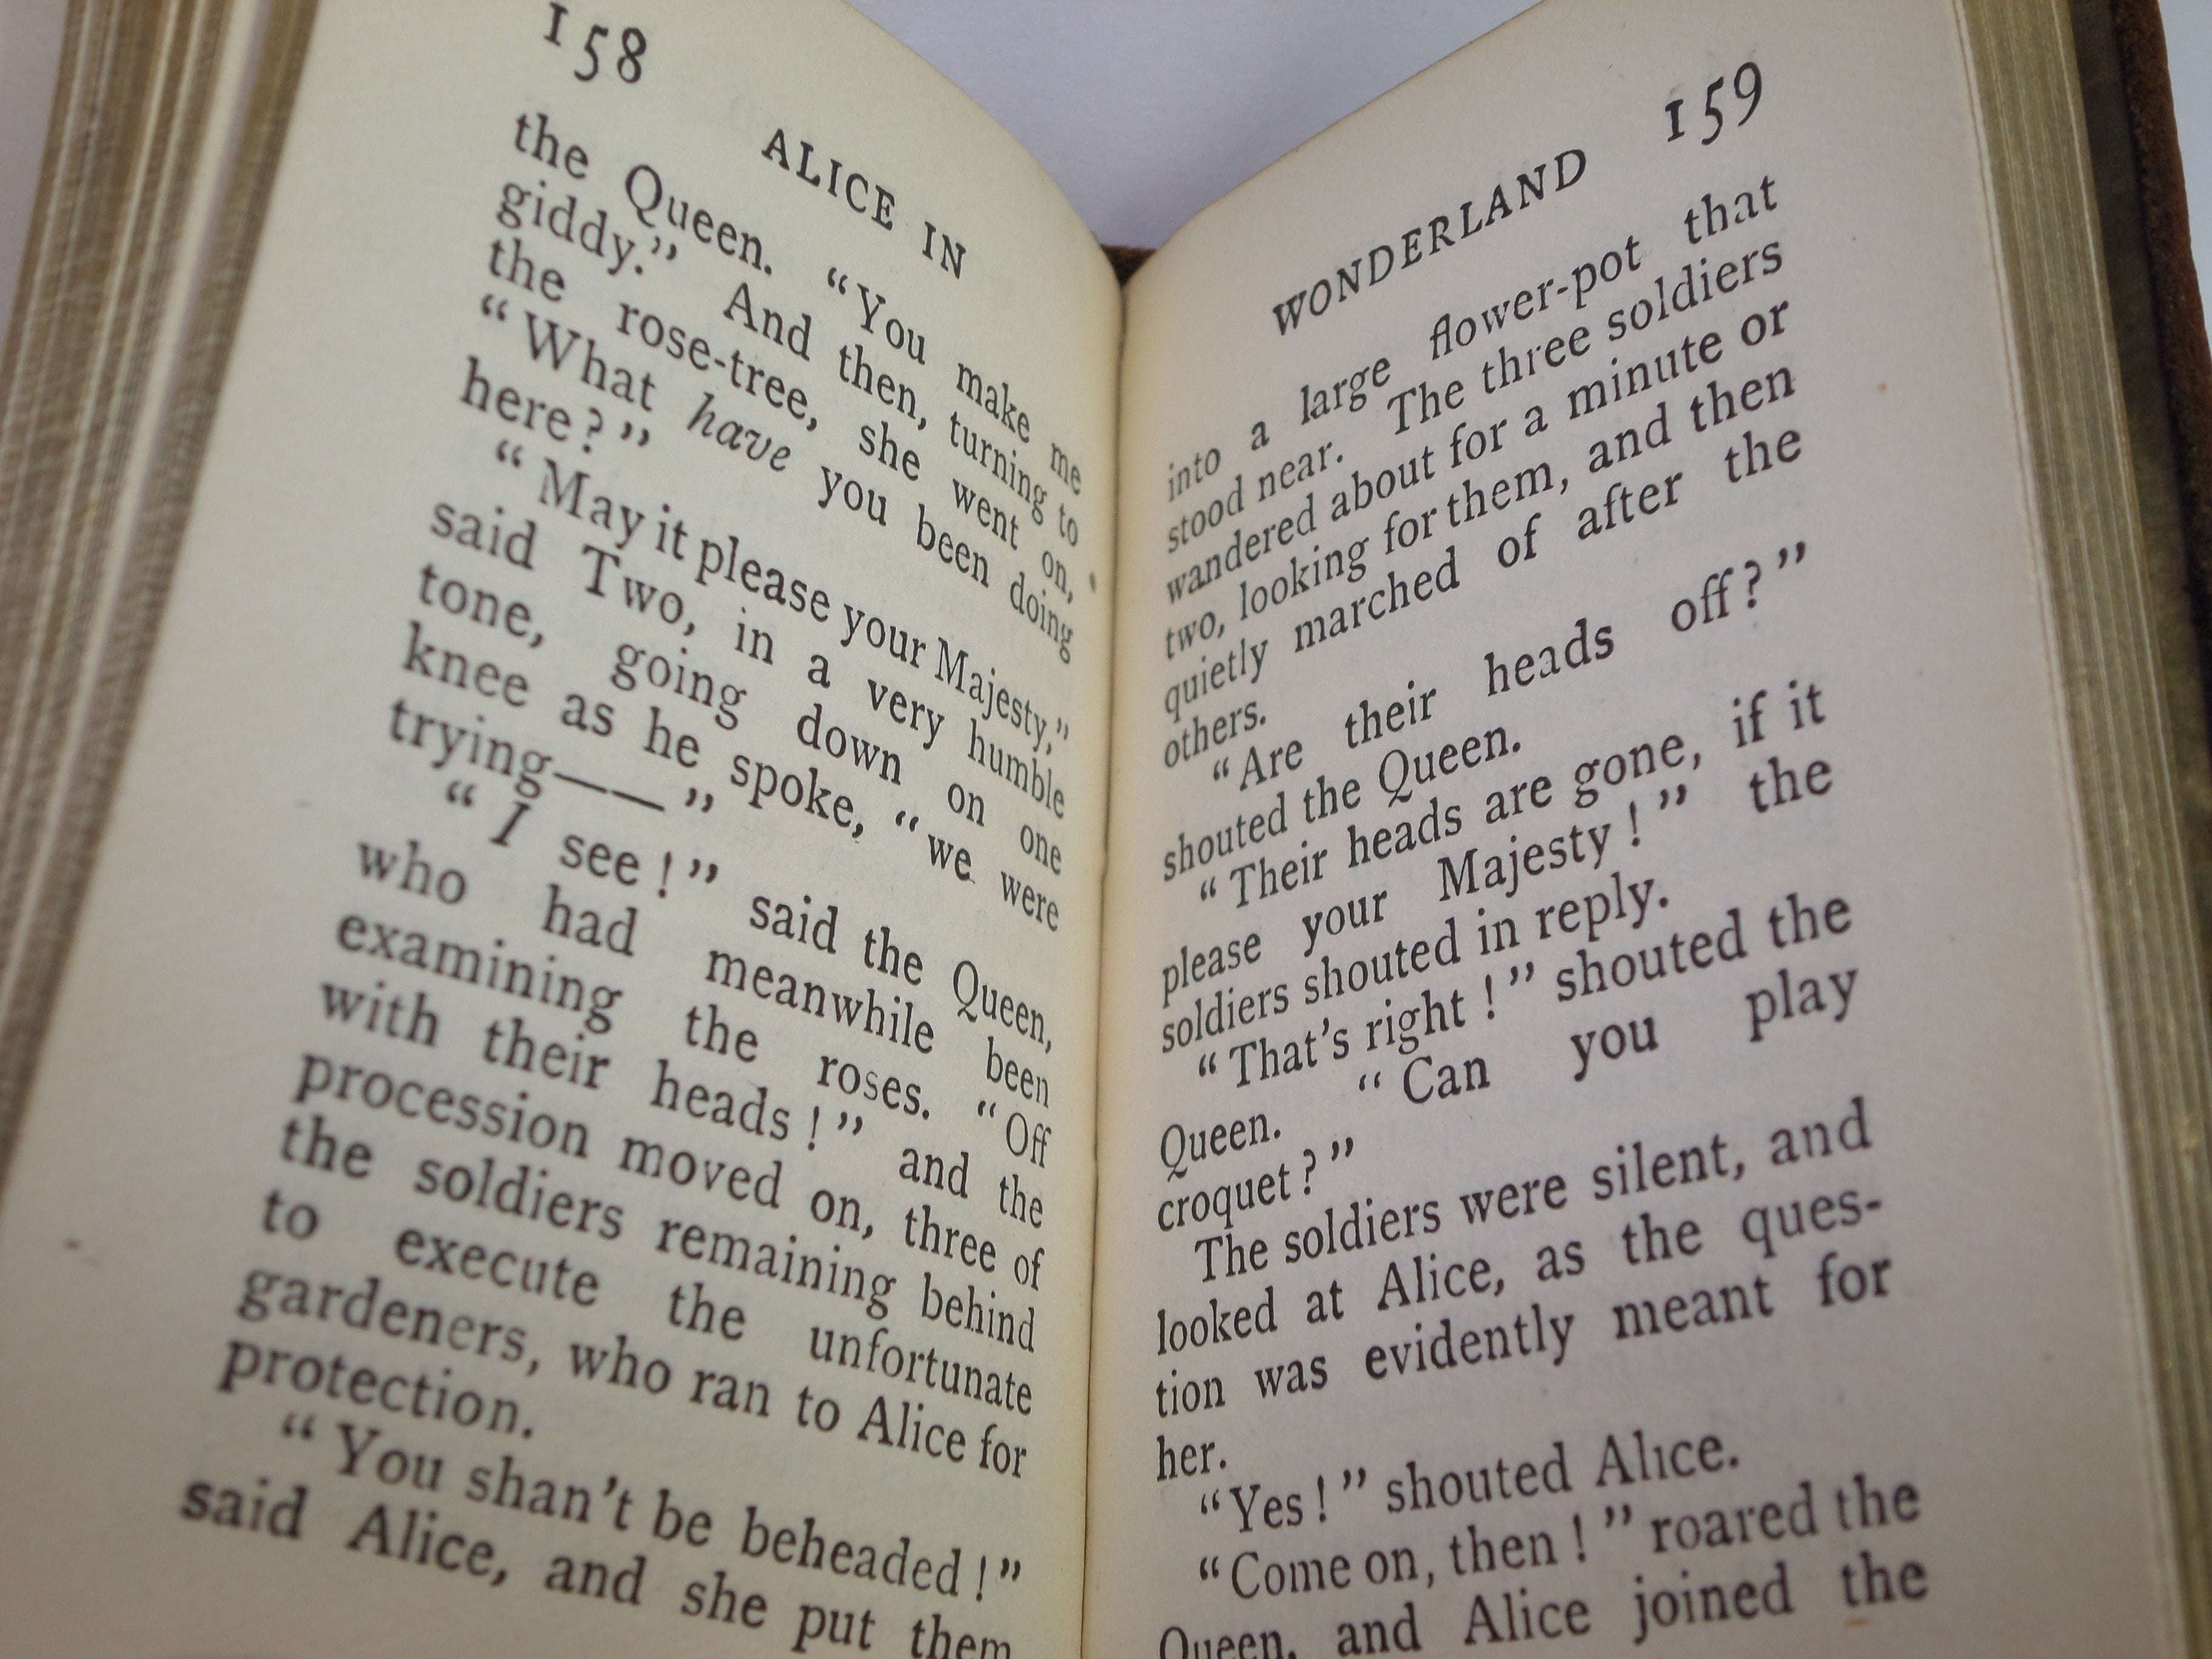 158
ALICE IN
the Queen. “You make me
giddy.” And then, turning to
the rose-tree, she went on,
“What have you been doing
here?”
“May it please your Majesty,”
said Two, in a very humble
tone, going down on one
knee as he spoke, “we were
trying——”
“I see!” said the Queen,
who had meanwhile been
examining the roses. “Off
with their heads!” and the
procession moved on, three of
the soldiers remaining behind
to execute the unfortunate
gardeners, who ran to Alice for
protection.
“You shan’t be beheaded!”
said Alice, and she put them
WONDERLAND
159
into a large flower-pot that
stood near. The three soldiers
wandered about for a minute or
two, looking for them, and then
quietly marched of after the
others.
“Are their heads off?”
shouted the Queen.
“Their heads are gone, if it
please your Majesty!” the
soldiers shouted in reply.
“That’s right!” shouted the
Queen. “Can you play
croquet?”
The soldiers were silent, and
looked at Alice, as the ques-
tion was evidently meant for
her.
“Yes!” shouted Alice.
“Come on, then!” roared the
Queen, and Alice joined the